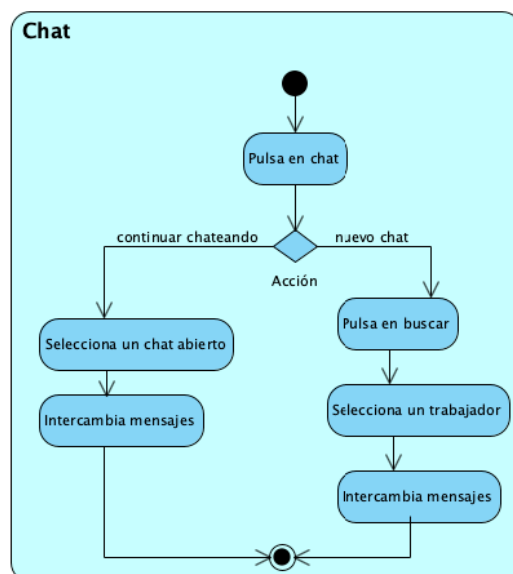 Chat
Pulsa en chat
continuar chateando
nuevo chat
Acción
Selecciona un chat abierto
Pulsa en buscar
Intercambia mensajes
Selecciona un trabajador
Intercambia mensajes